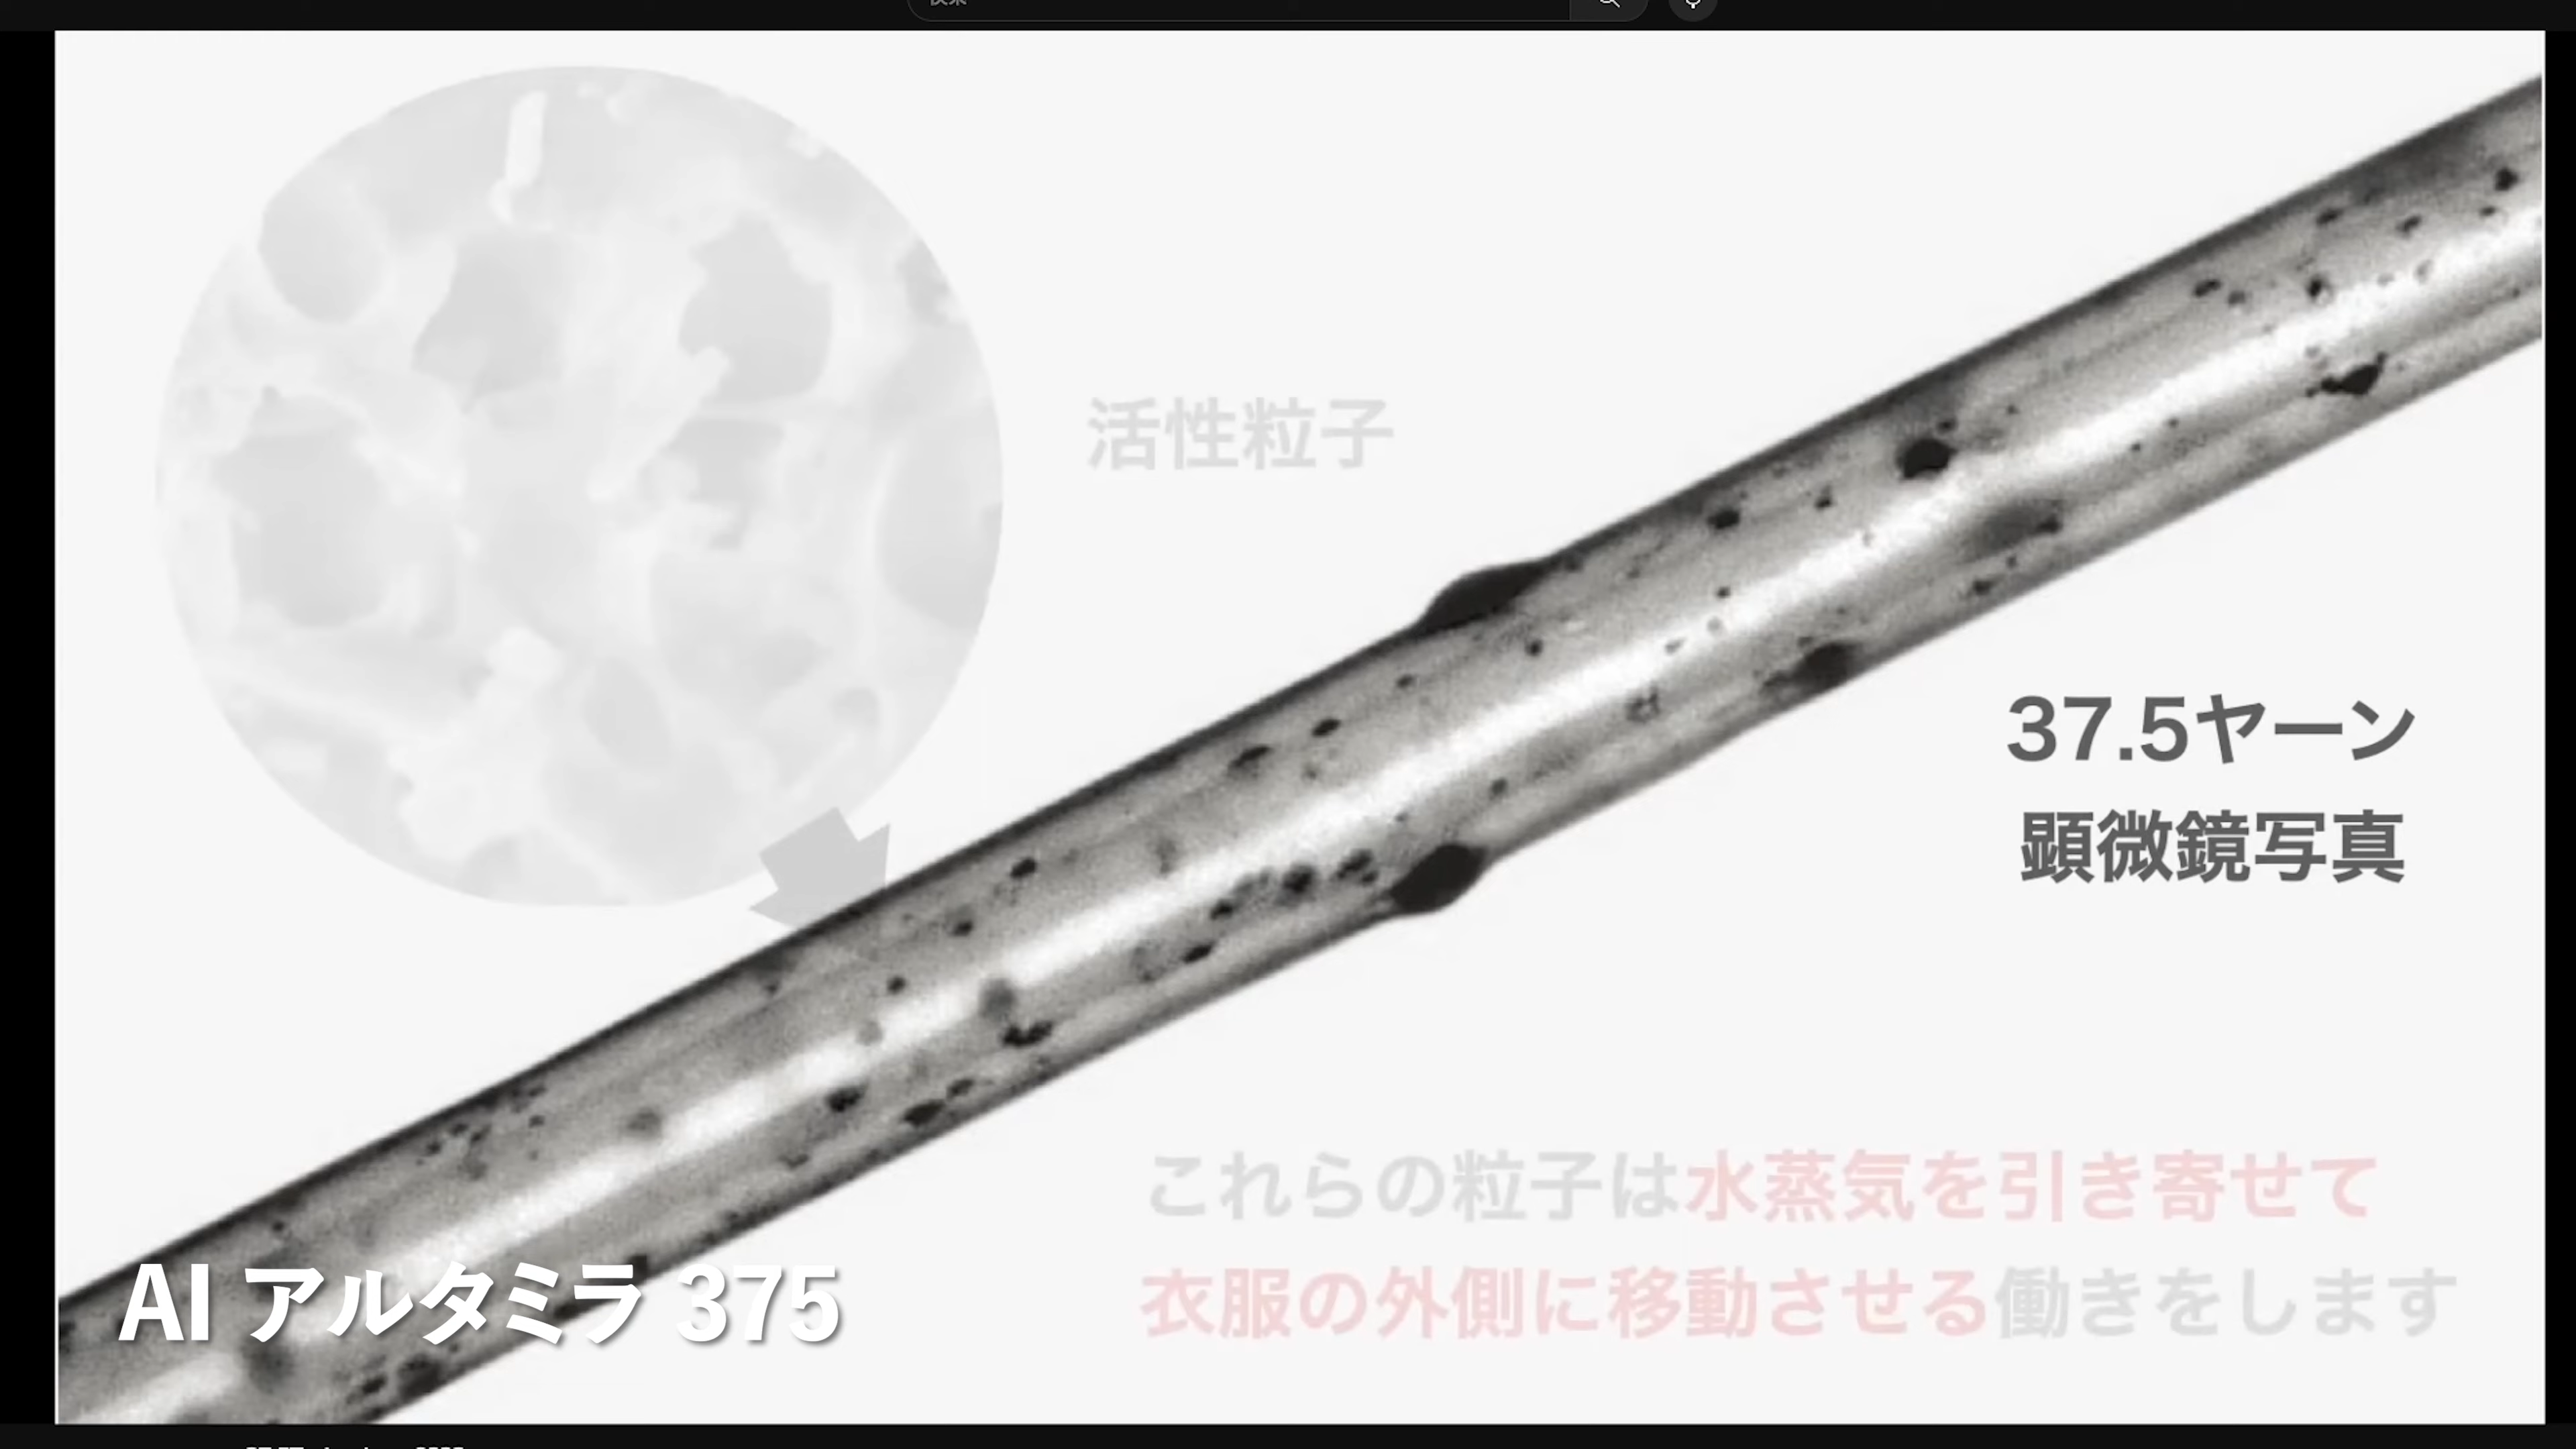 活性粒子
37.5ヤーン
顕微鏡写真
これらの粒子は水蒸気を引き寄せて
衣服の外側に移動させる働きをします
AI アルタミラ 375